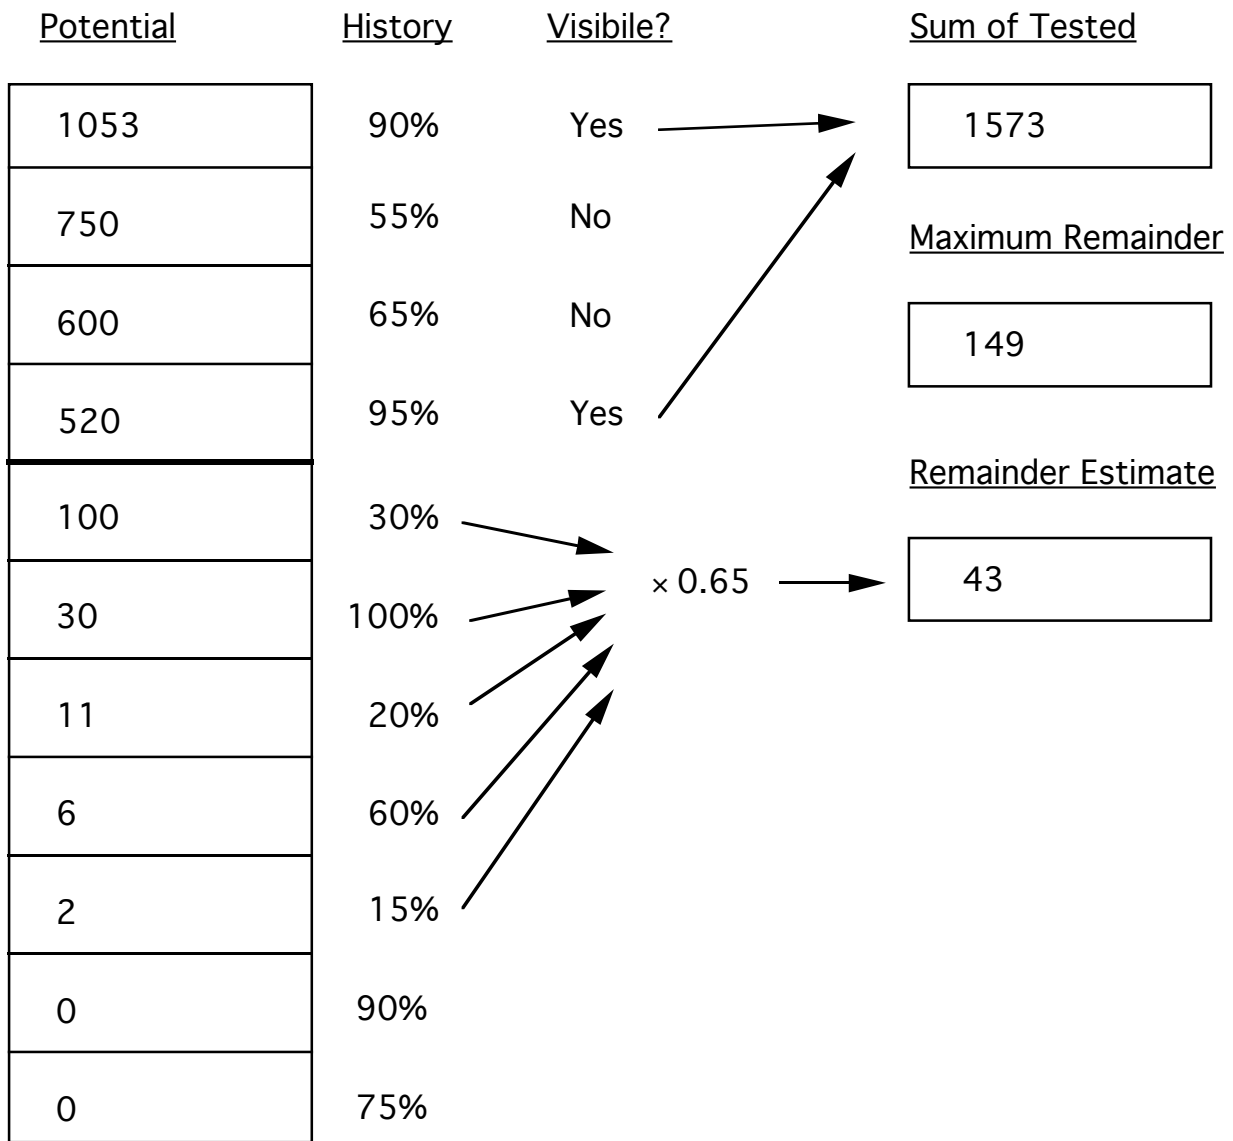 Potential History Visibile? Sum of Tested
1053 90% Yes 1573
750 55% No
Maximum Remainder
600 65% No
149
520 95% Yes
Remainder Estimate
100 30%
× 0.65 43
30 100%
11 20%
6 60%
2 15%
0 90%
0 75%